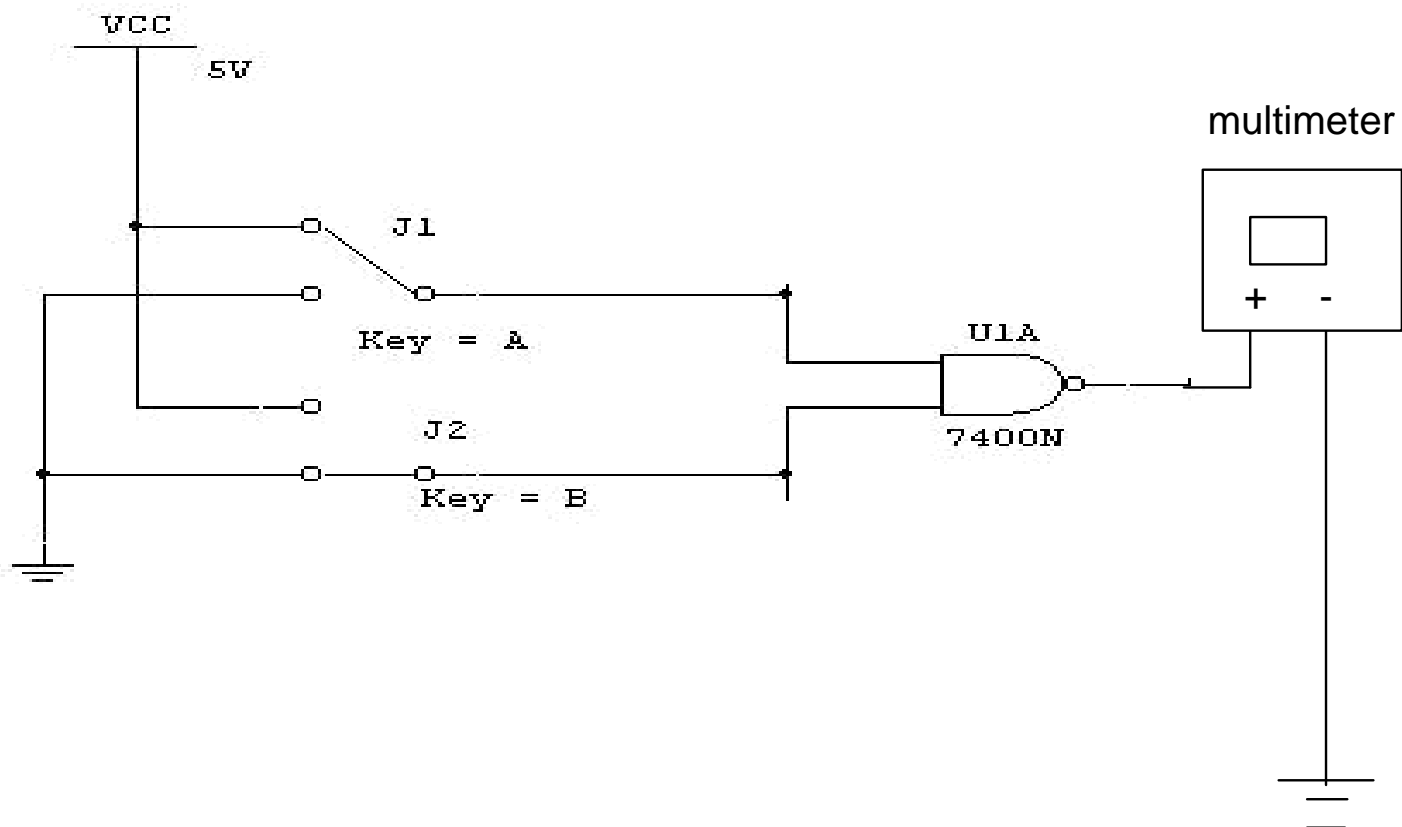 VCC
5V
multimeter
J1
+ -
Key = A
U1A
J2
7400N
Key = B